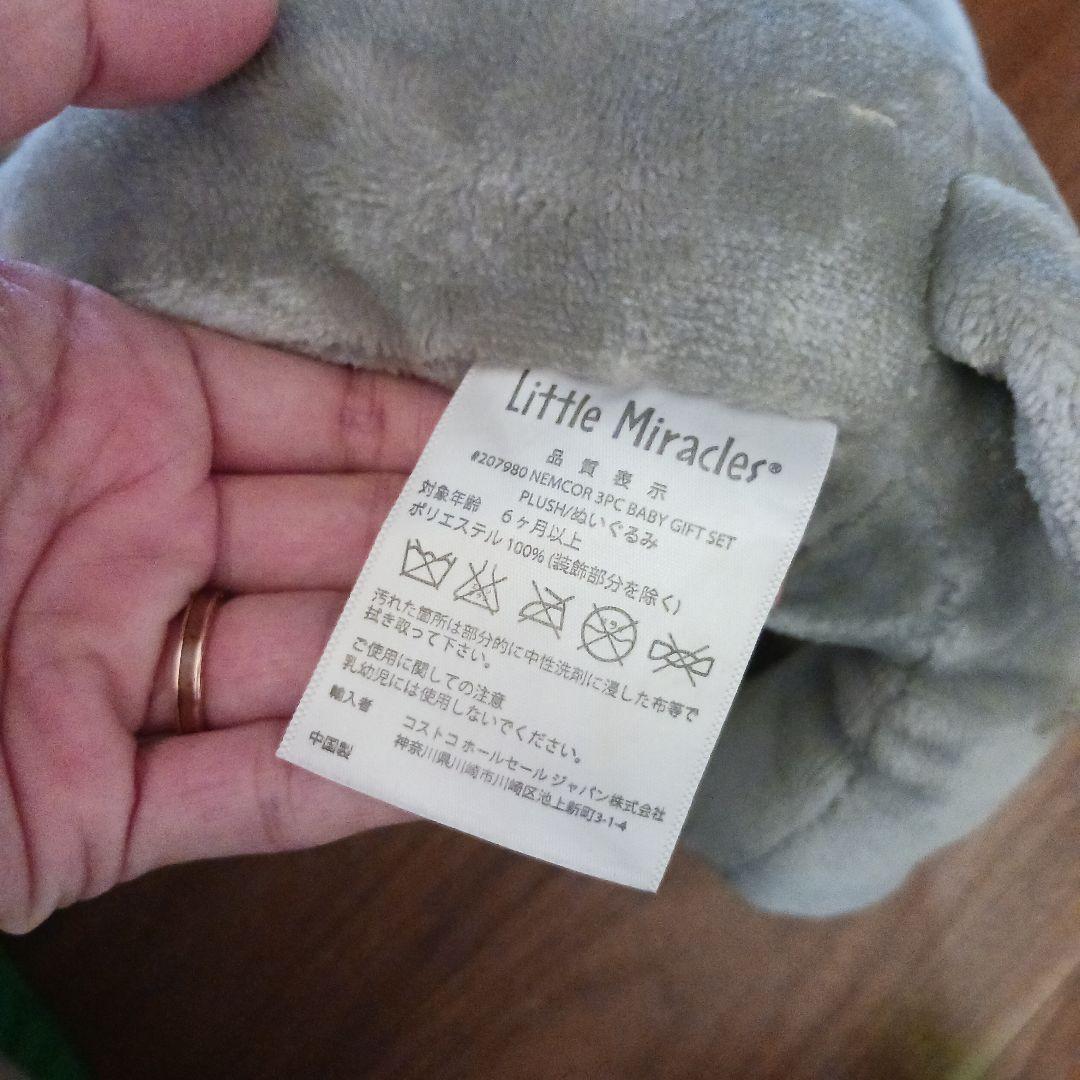 Little Miracles®
品 質 表 示
#207980 NEMCOR 3PC BABY GIFT SET
PLUSH/ぬいぐるみ
対象年齢 6ヶ月以上
ポリエステル 100% (装飾部分を除く)
汚れた箇所は部分的に中性洗剤に浸した布等で
拭き取って下さい。
ご使用に関しての注意
乳幼児には使用しないでください。
輸入者 コストコ ホールセール ジャパン株式会社
神奈川県川崎市川崎区池上新町3-1-4
中国製